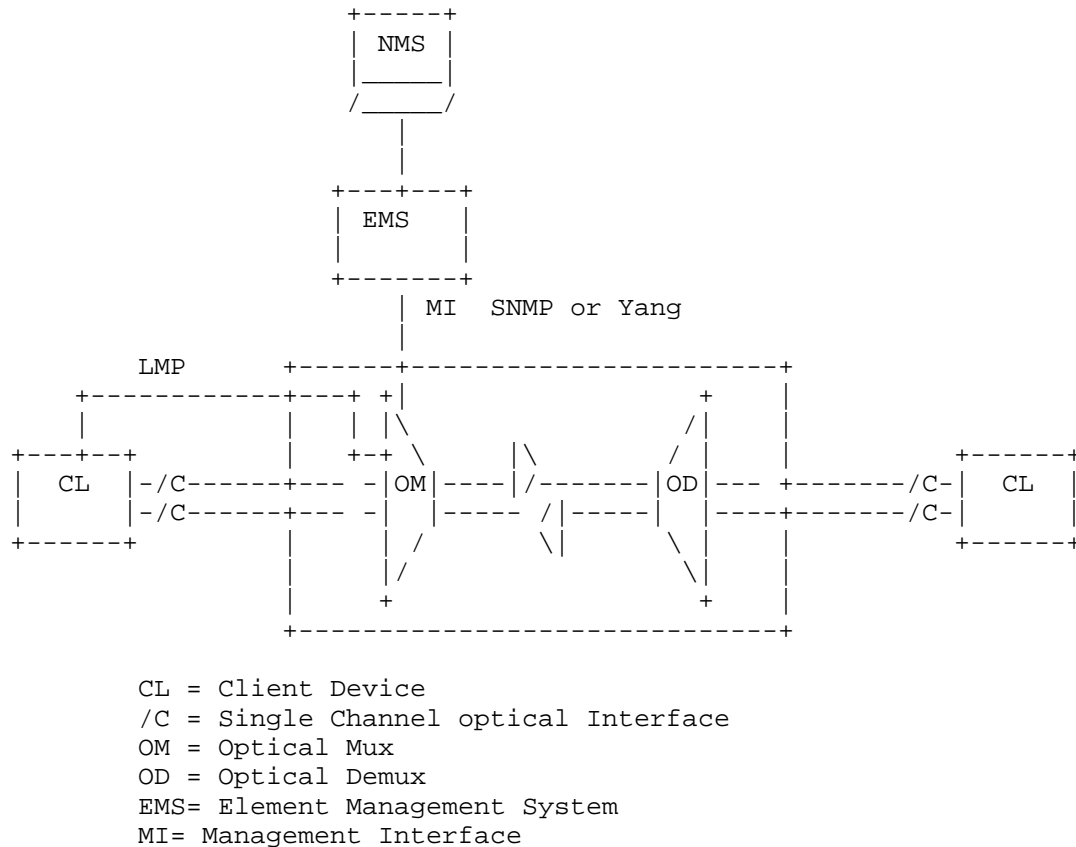 NMS
EMS
MI SNMP or Yang
LMP
CL -/C OM OD /C- CL
-/C /C-
CL = Client Device
/C = Single Channel optical Interface
OM = Optical Mux
OD = Optical Demux
EMS= Element Management System
MI= Management Interface